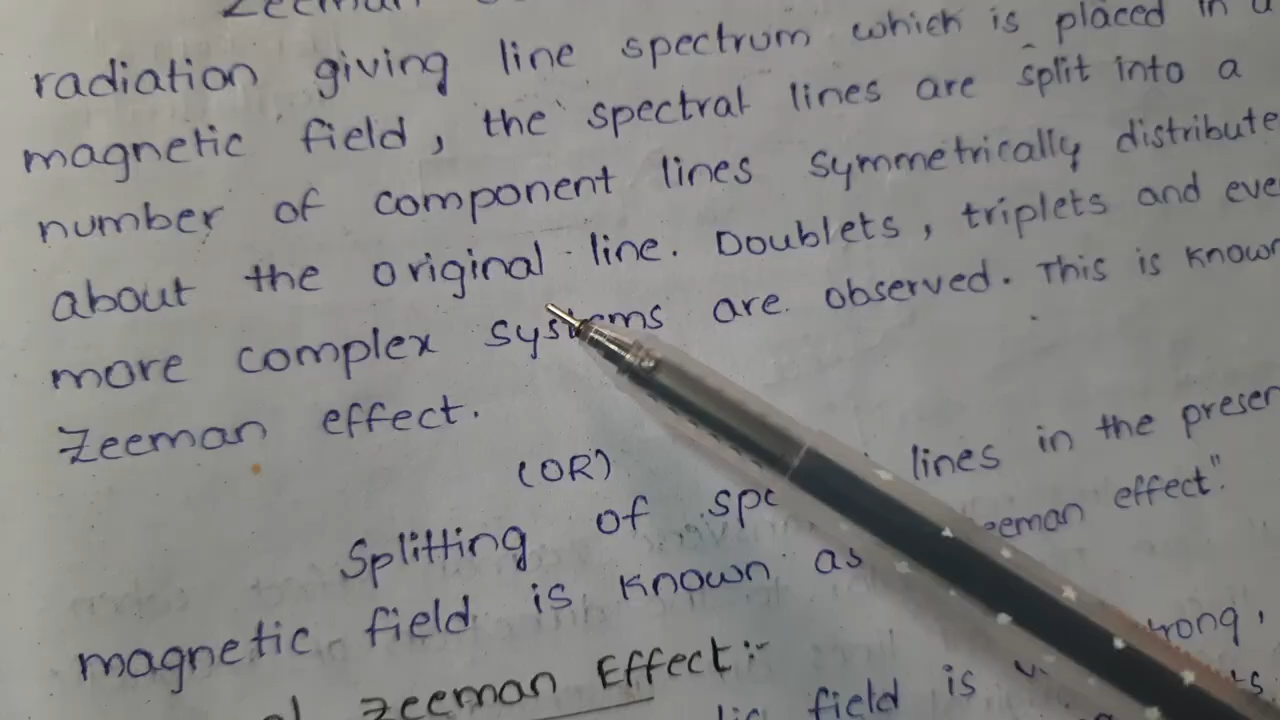 Zeeman
radiation giving line spectrum which is placed in a
magnetic field, the spectral lines are split into a
number of component lines symmetrically distribute
about the original line. Doublets, triplets and eve
more complex systems are observed. This is known
Zeeman effect.
(OR)
Splitting of spe lines in the presen
magnetic field is known as eeman effect".
Zeeman Effect:-
field is